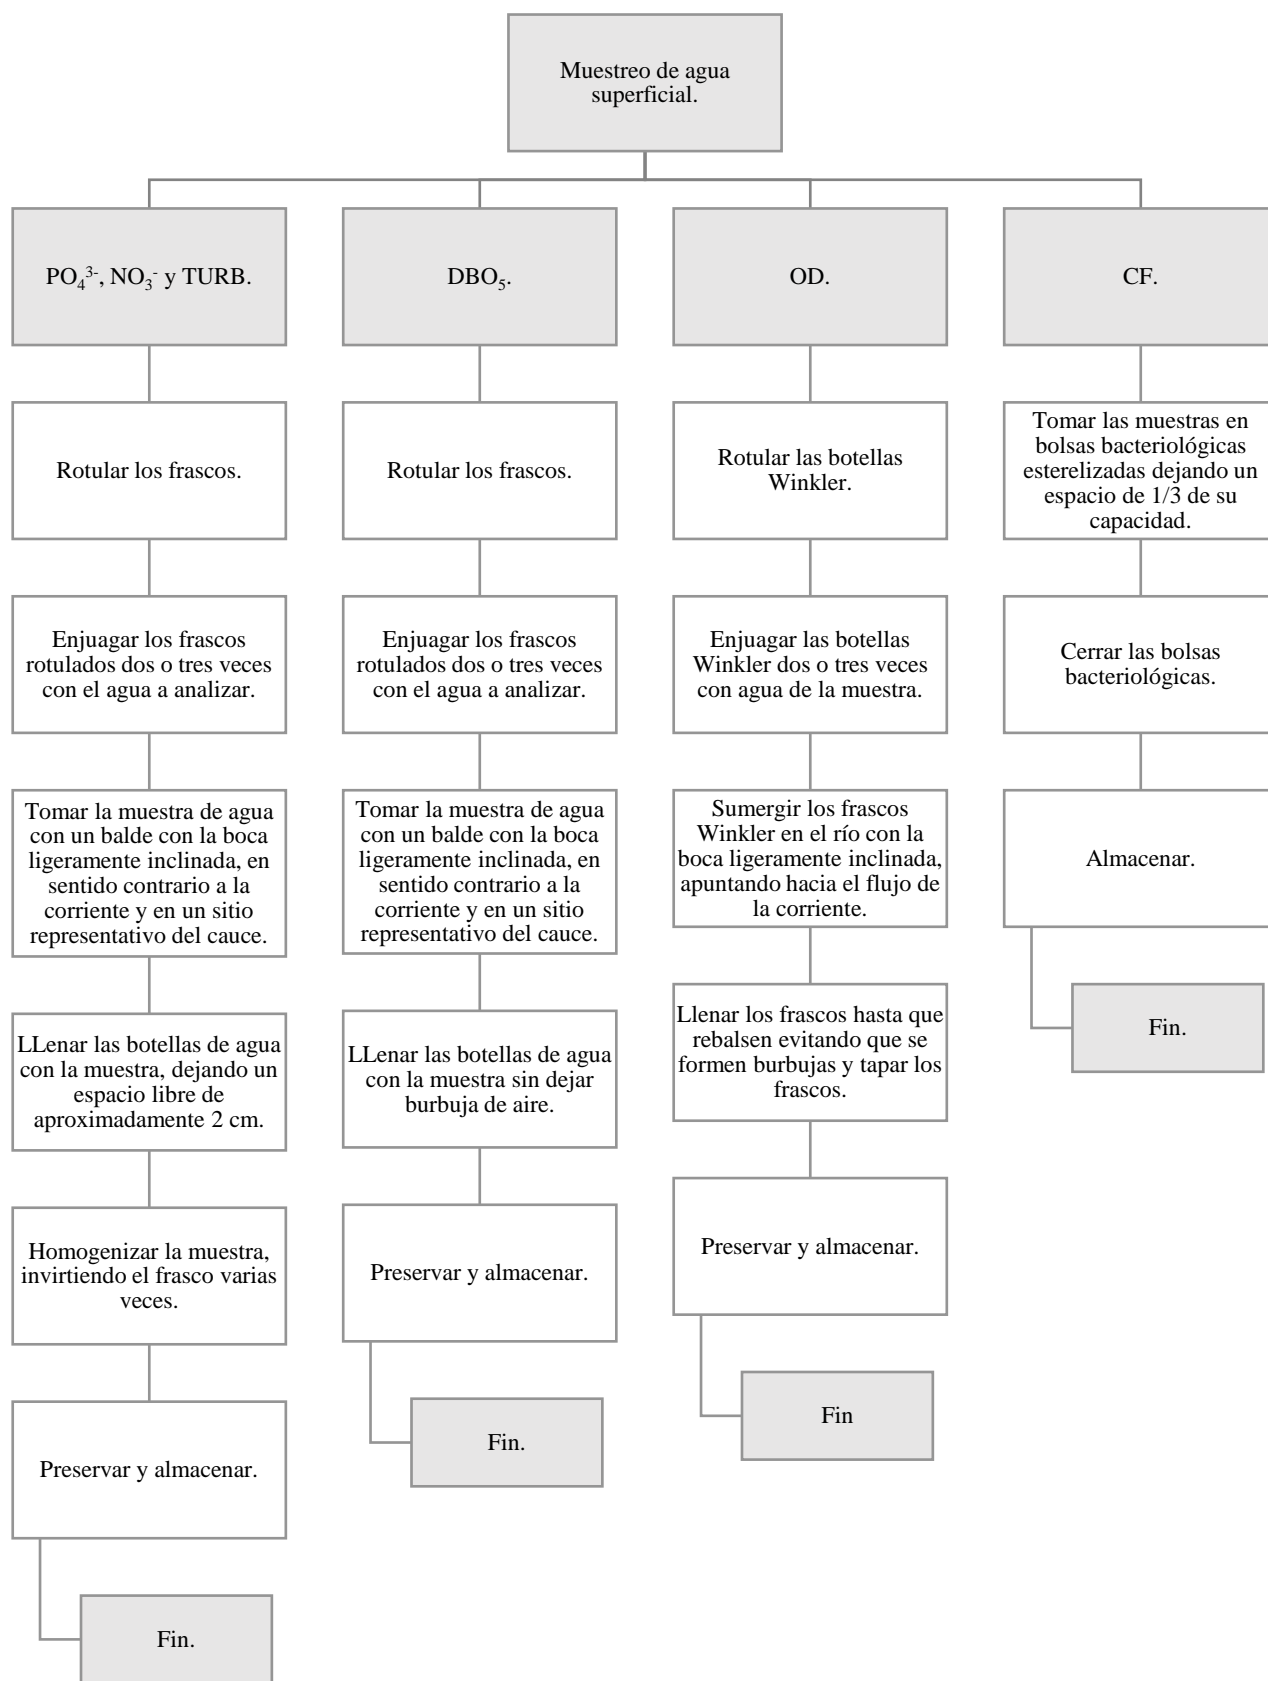 Muestreo de agua
superficial.
PO₄³⁻, NO₃⁻ y TURB.
Rotular los frascos.
Enjuagar los frascos
rotulados dos o tres veces
con el agua a analizar.
Tomar la muestra de agua
con un balde con la boca
ligeramente inclinada, en
sentido contrario a la
corriente y en un sitio
representativo del cauce.
LLenar las botellas de agua
con la muestra, dejando un
espacio libre de
aproximadamente 2 cm.
Homogenizar la muestra,
invirtiendo el frasco varias
veces.
Preservar y almacenar.
Fin.
DBO₅.
Rotular los frascos.
Enjuagar los frascos
rotulados dos o tres veces
con el agua a analizar.
Tomar la muestra de agua
con un balde con la boca
ligeramente inclinada, en
sentido contrario a la
corriente y en un sitio
representativo del cauce.
LLenar las botellas de agua
con la muestra sin dejar
burbuja de aire.
Preservar y almacenar.
Fin.
OD.
Rotular las botellas
Winkler.
Enjuagar las botellas
Winkler dos o tres veces
con agua de la muestra.
Sumergir los frascos
Winkler en el río con la
boca ligeramente inclinada,
apuntando hacia el flujo de
la corriente.
Llenar los frascos hasta que
rebalsen evitando que se
formen burbujas y tapar los
frascos.
Preservar y almacenar.
Fin
CF.
Tomar las muestras en
bolsas bacteriológicas
esterelizadas dejando un
espacio de 1/3 de su
capacidad.
Cerrar las bolsas
bacteriológicas.
Almacenar.
Fin.